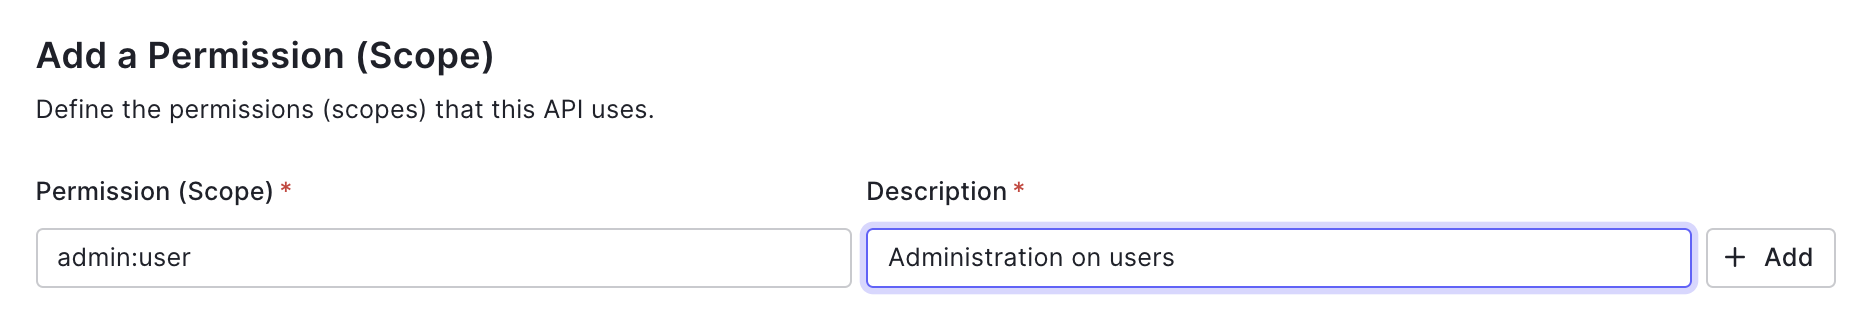 Add a Permission (Scope)
Define the permissions (scopes) that this API uses.
Permission (Scope) *
Description *
admin:user
Administration on users
+ Add